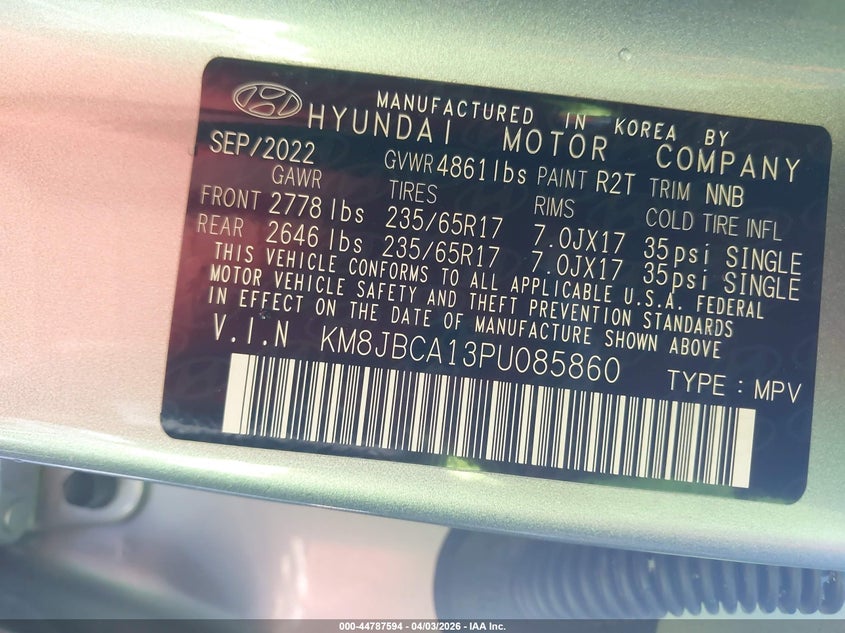 MANUFACTURED IN KOREA BY
HYUNDAI MOTOR COMPANY
SEP/2022 GVWR 4861 lbs PAINT R2T TRIM NNB
GAWR TIRES RIMS COLD TIRE INFL
FRONT 2778 lbs 235/65R17 7.0JX17 35psi SINGLE
REAR 2646 lbs 235/65R17 7.0JX17 35psi SINGLE
THIS VEHICLE CONFORMS TO ALL APPLICABLE U.S.A. FEDERAL
MOTOR VEHICLE SAFETY AND THEFT PREVENTION STANDARDS
IN EFFECT ON THE DATE OF MANUFACTURE SHOWN ABOVE
V.I.N KM8JBCA13PU085860 TYPE : MPV
000-44787594 - 04/03/2026 - IAA Inc.